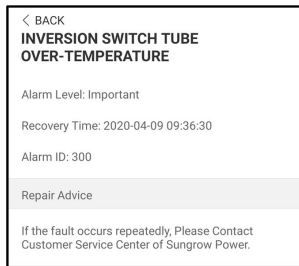 < BACK
INVERSION SWITCH TUBE
OVER-TEMPERATURE
Alarm Level: Important
Recovery Time: 2020-04-09 09:36:30
Alarm ID: 300
Repair Advice
If the fault occurs repeatedly, Please Contact
Customer Service Center of Sungrow Power.